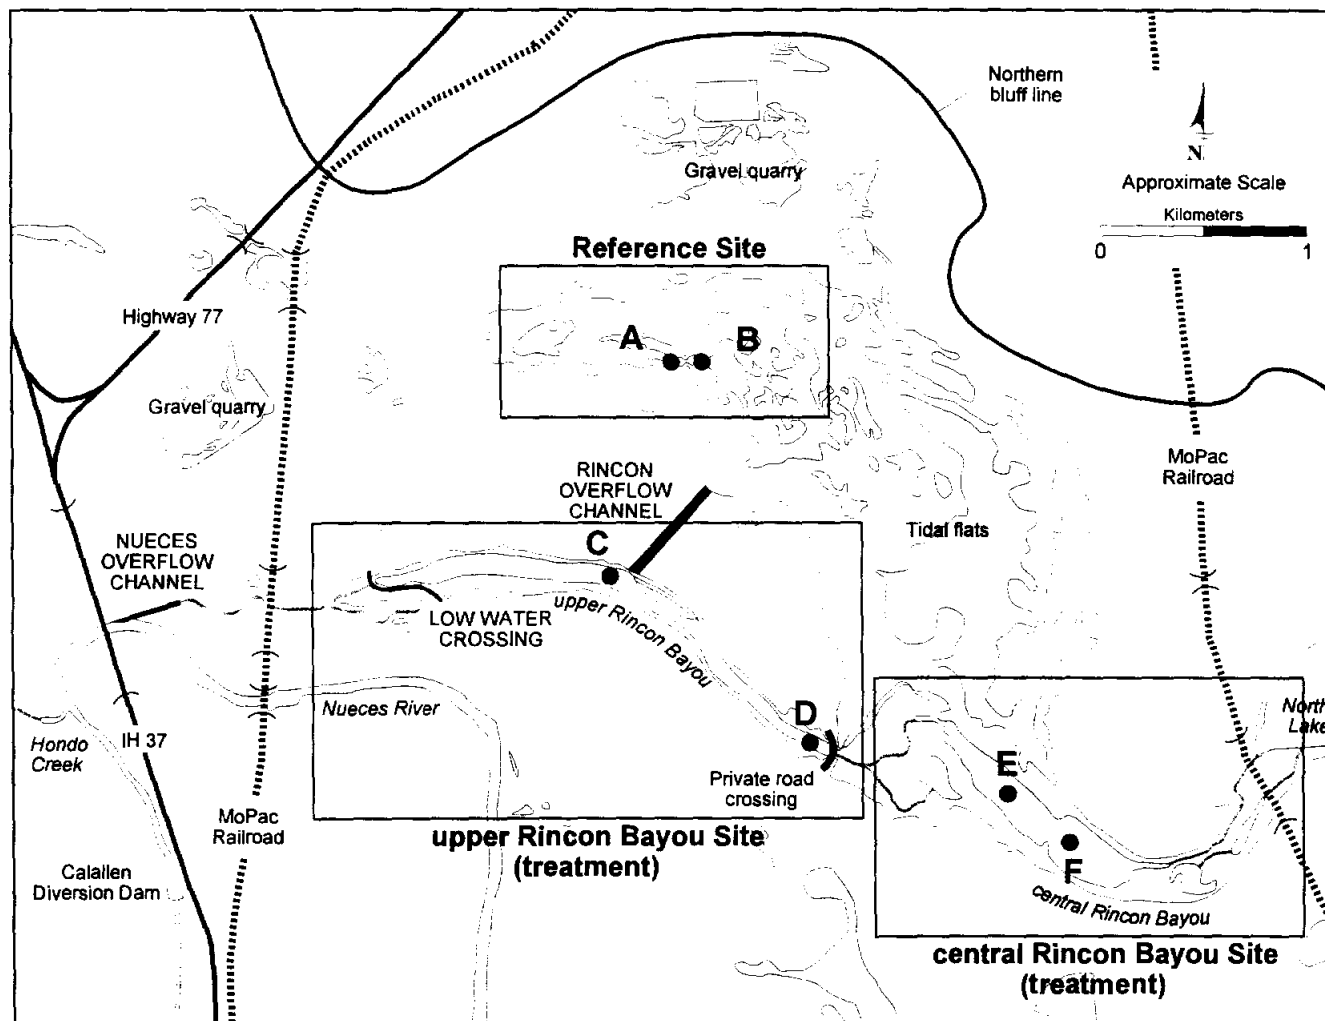 Northern
bluff line
N
Approximate Scale
Kilometers
0 1
Gravel quarry
Reference Site
A B
Highway 77
Gravel quarry
MoPac
Railroad
RINCON
OVERFLOW
CHANNEL
Tidal flats
NUECES
OVERFLOW
CHANNEL
C
LOW WATER
CROSSING
upper Rincon Bayou
Nueces River
North
Lake
Hondo
Creek
IH 37
D
Private road
crossing
E
F
central Rincon Bayou
MoPac
Railroad
upper Rincon Bayou Site
(treatment)
Calallen
Diversion Dam
central Rincon Bayou Site
(treatment)